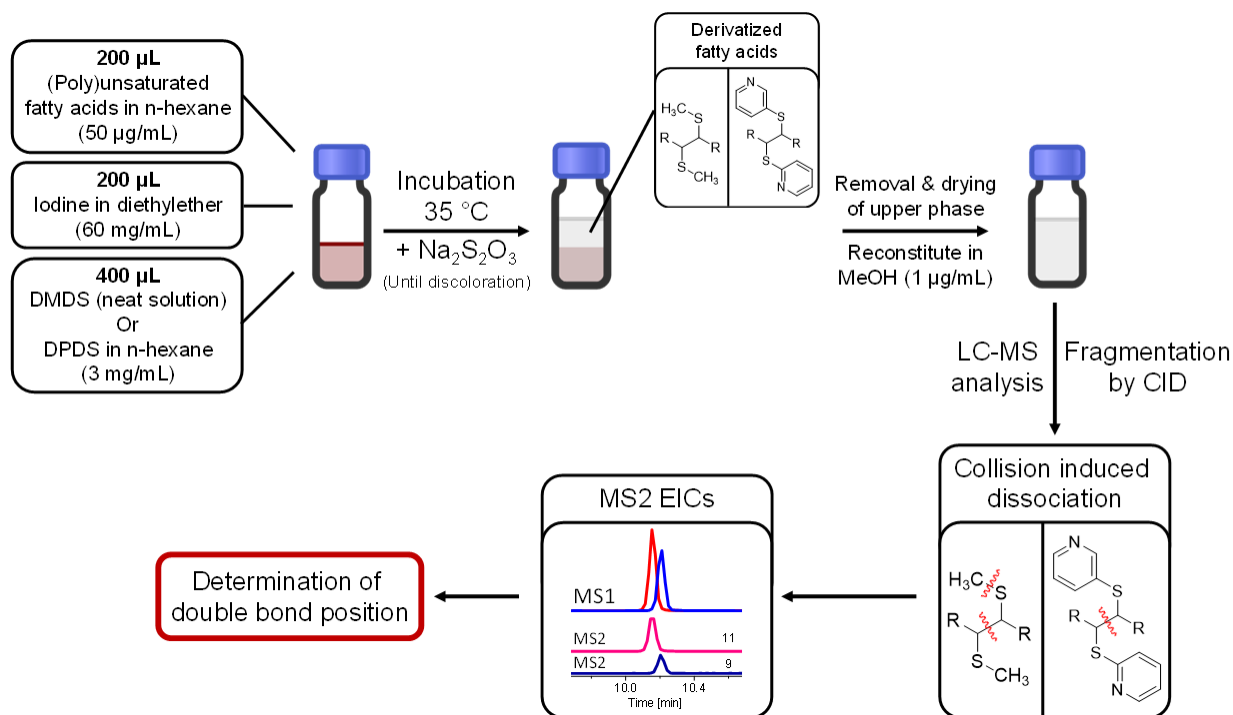 200 µL
(Poly)unsaturated
fatty acids in n-hexane
(50 µg/mL)
200 µL
Iodine in diethylether
(60 mg/mL)
400 µL
DMDS (neat solution)
Or
DPDS in n-hexane
(3 mg/mL)
Incubation
35 °C
+ Na₂S₂O₃
(Until discoloration)
Derivatized
fatty acids
H₃C
S
R
R
S
CH₃
N
S
R
R
S
N
Removal & drying
of upper phase
Reconstitute in
MeOH (1 µg/mL)
LC-MS
analysis
Fragmentation
by CID
Collision induced
dissociation
H₃C
S
R
R
S
CH₃
N
S
R
R
S
N
MS2 EICs
MS1
MS2
11
MS2
9
10.0
10.4
Time [min]
Determination of
double bond position